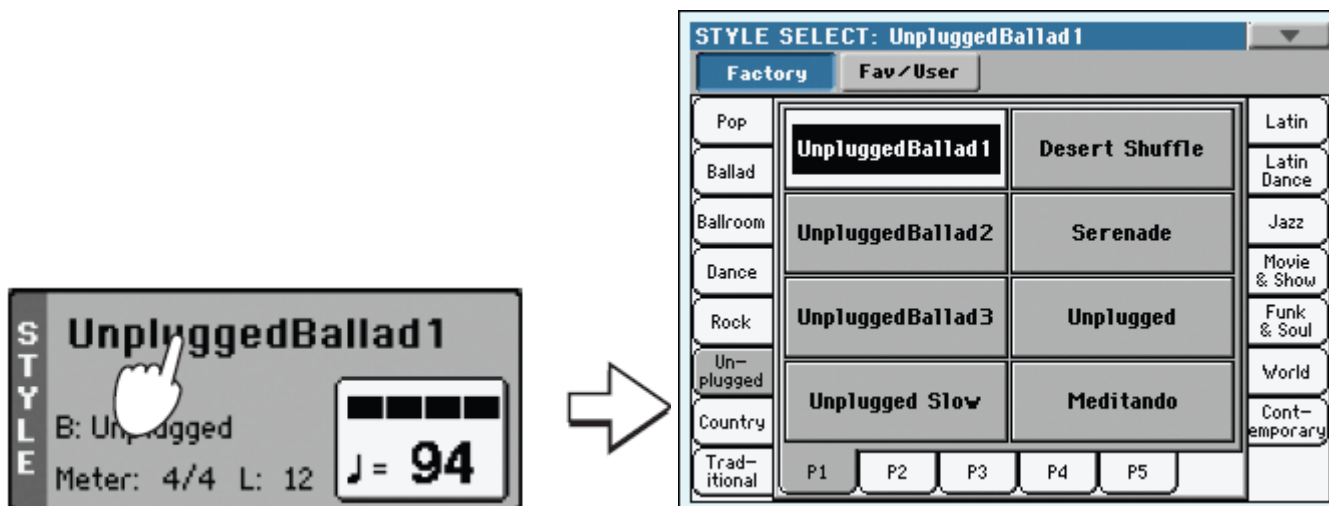 STYLE
UnpluggedBallad1
B: Unplugged
Meter: 4/4 L: 12
♩= 94
STYLE SELECT: UnpluggedBallad1
Factory
Fav/User
Pop
Ballad
Ballroom
Dance
Rock
Un-
plugged
Country
Trad-
itional
UnpluggedBallad1
Desert Shuffle
UnpluggedBallad2
Serenade
UnpluggedBallad3
Unplugged
Unplugged Slow
Meditando
Latin
Latin
Dance
Jazz
Movie
& Show
Funk
& Soul
World
Cont-
emporary
P1
P2
P3
P4
P5